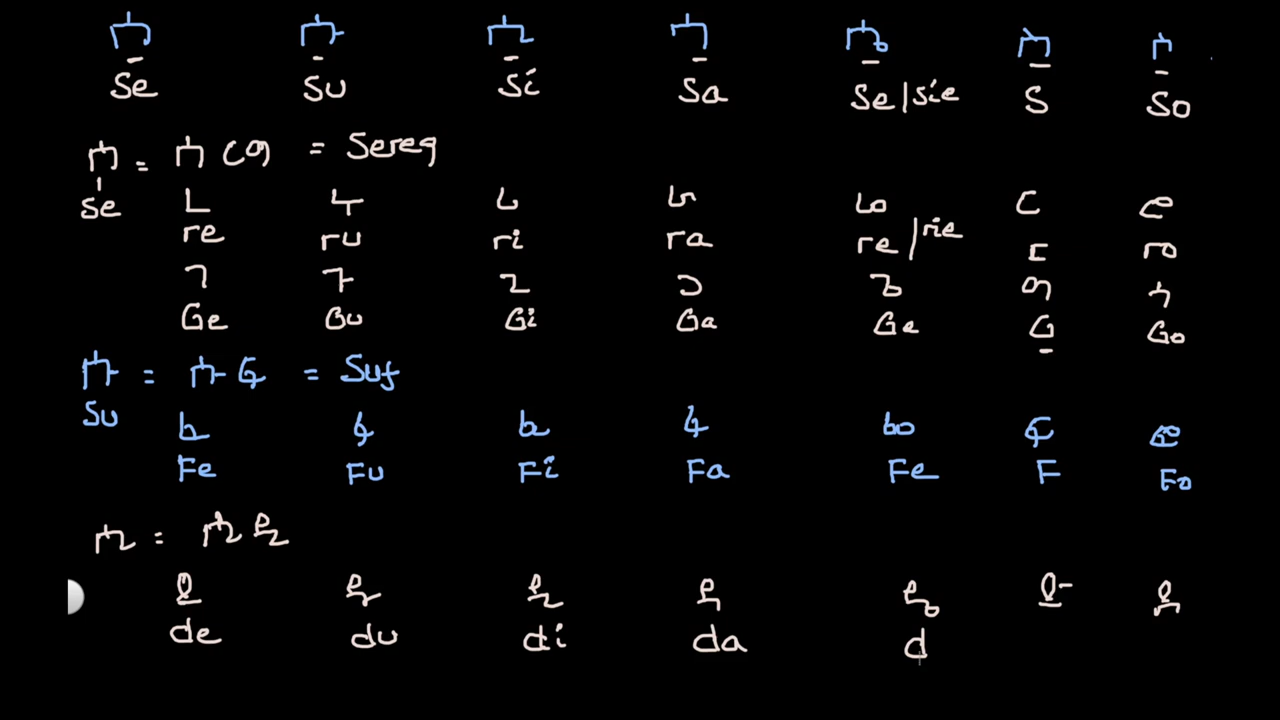 ሰ ሱ ሲ ሳ ሴ ስ ሶ
Se Su Si Sa Se/sie S So
ሰ = ሰ ርግ = Sereg
se ረ ሩ ሪ ራ ሬ ር ሮ
re ru ri ra re/rie r ro
ገ ጉ ጊ ጋ ጌ ግ ጎ
Ge Gu Gi Ga Ge G Go
ሱ = ሱ ፍ = Suf
Su ፈ ፉ ፊ ፋ ፌ ፍ ፎ
Fe Fu Fi Fa Fe F Fo
ሲ = ሲ ዲ
ደ ዱ ዲ ዳ ዴ ድ ዶ
de du di da d